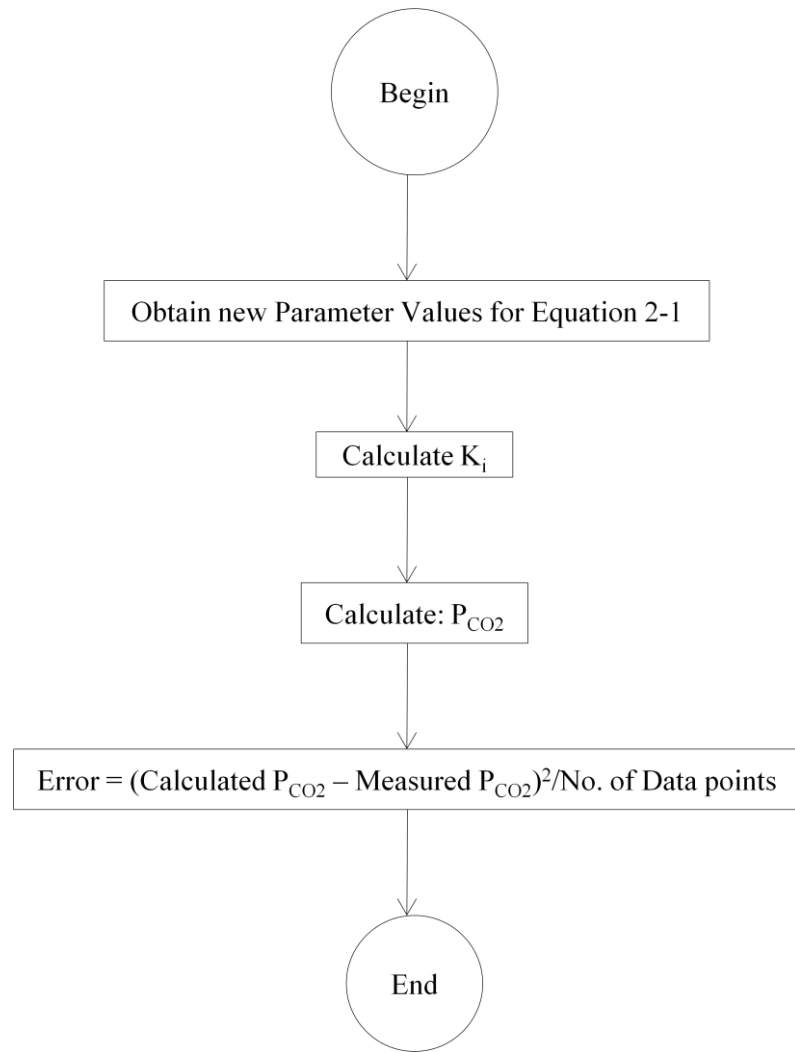 Begin
Obtain new Parameter Values for Equation 2-1
Calculate Kᵢ
Calculate: P_CO2
Error = (Calculated P_CO2 – Measured P_CO2)²/No. of Data points
End